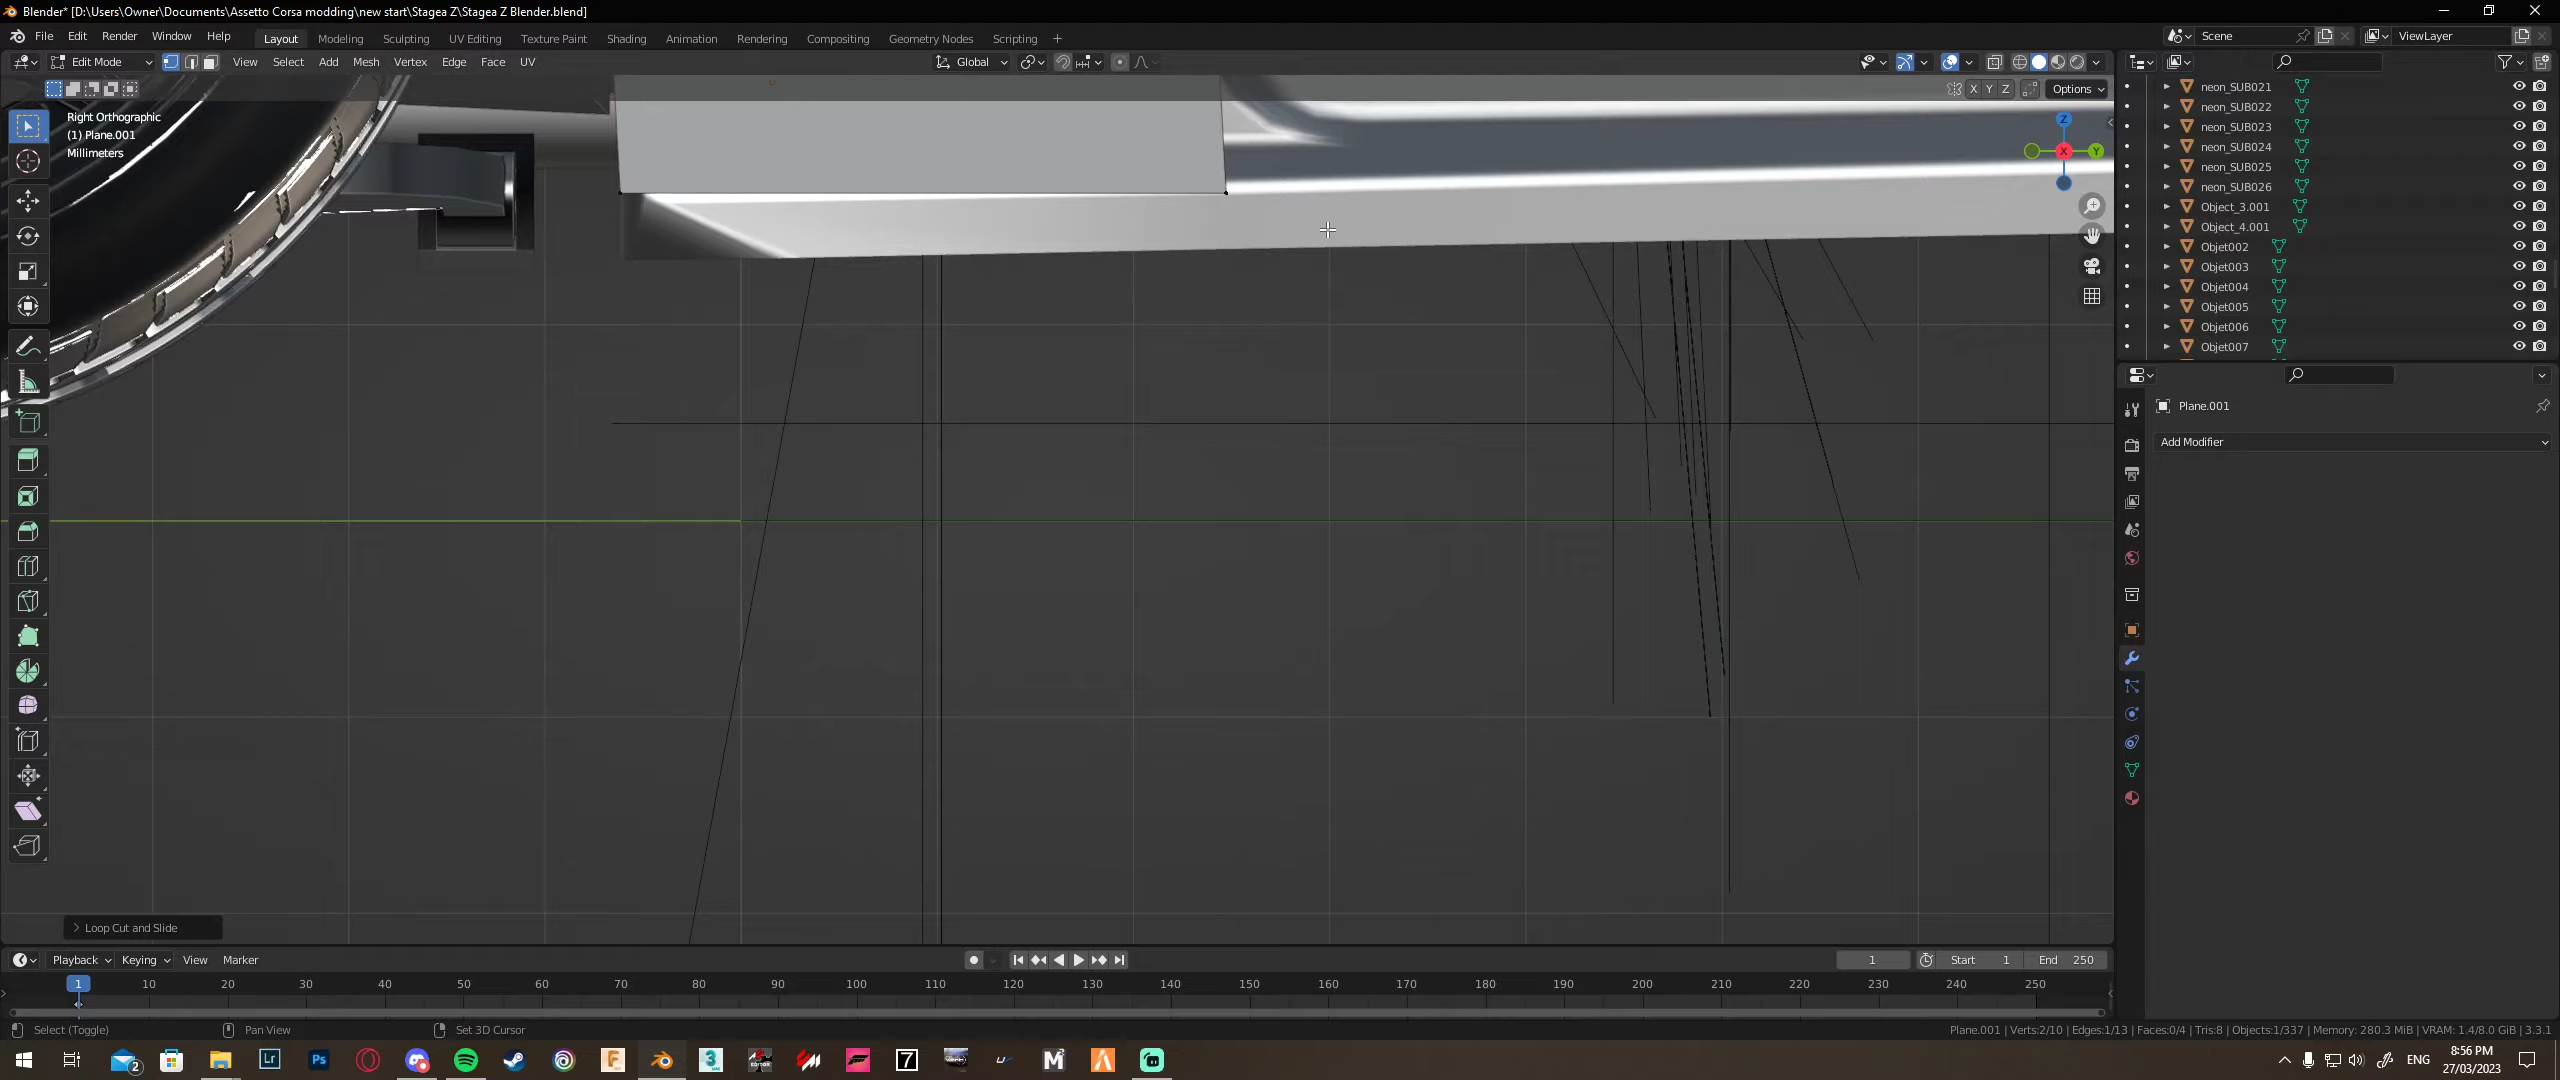 Blender* [D:\Users\Owner\Documents\Assetto Corsa modding\new start\Stagea Z\Stagea Z Blender.blend]
File Edit Render Window Help Layout Modeling Sculpting UV Editing Texture Paint Shading Animation Rendering Compositing Geometry Nodes Scripting + Scene ViewLayer
Edit Mode View Select Add Mesh Vertex Edge Face UV Global
X Y Z Options
Right Orthographic
(1) Plane.001
Millimeters
Z
X
Y
neon_SUB021
neon_SUB022
neon_SUB023
neon_SUB024
neon_SUB025
neon_SUB026
Object_3.001
Object_4.001
Objet002
Objet003
Objet004
Objet005
Objet006
Objet007
Plane.001
Add Modifier
Loop Cut and Slide
Playback Keying View Marker 1 Start 1 End 250
1 10 20 30 40 50 60 70 80 90 100 110 120 130 140 150 160 170 180 190 200 210 220 230 240 250
Select (Toggle) Pan View Set 3D Cursor Plane.001 | Verts:2/10 | Edges:1/13 | Faces:0/4 | Tris:8 | Objects:1/337 | Memory: 280.3 MiB | VRAM: 1.4/8.0 GiB | 3.3.1
2 Lr Ps F 3 EDITOR 7 M ENG
8:56 PM
27/03/2023